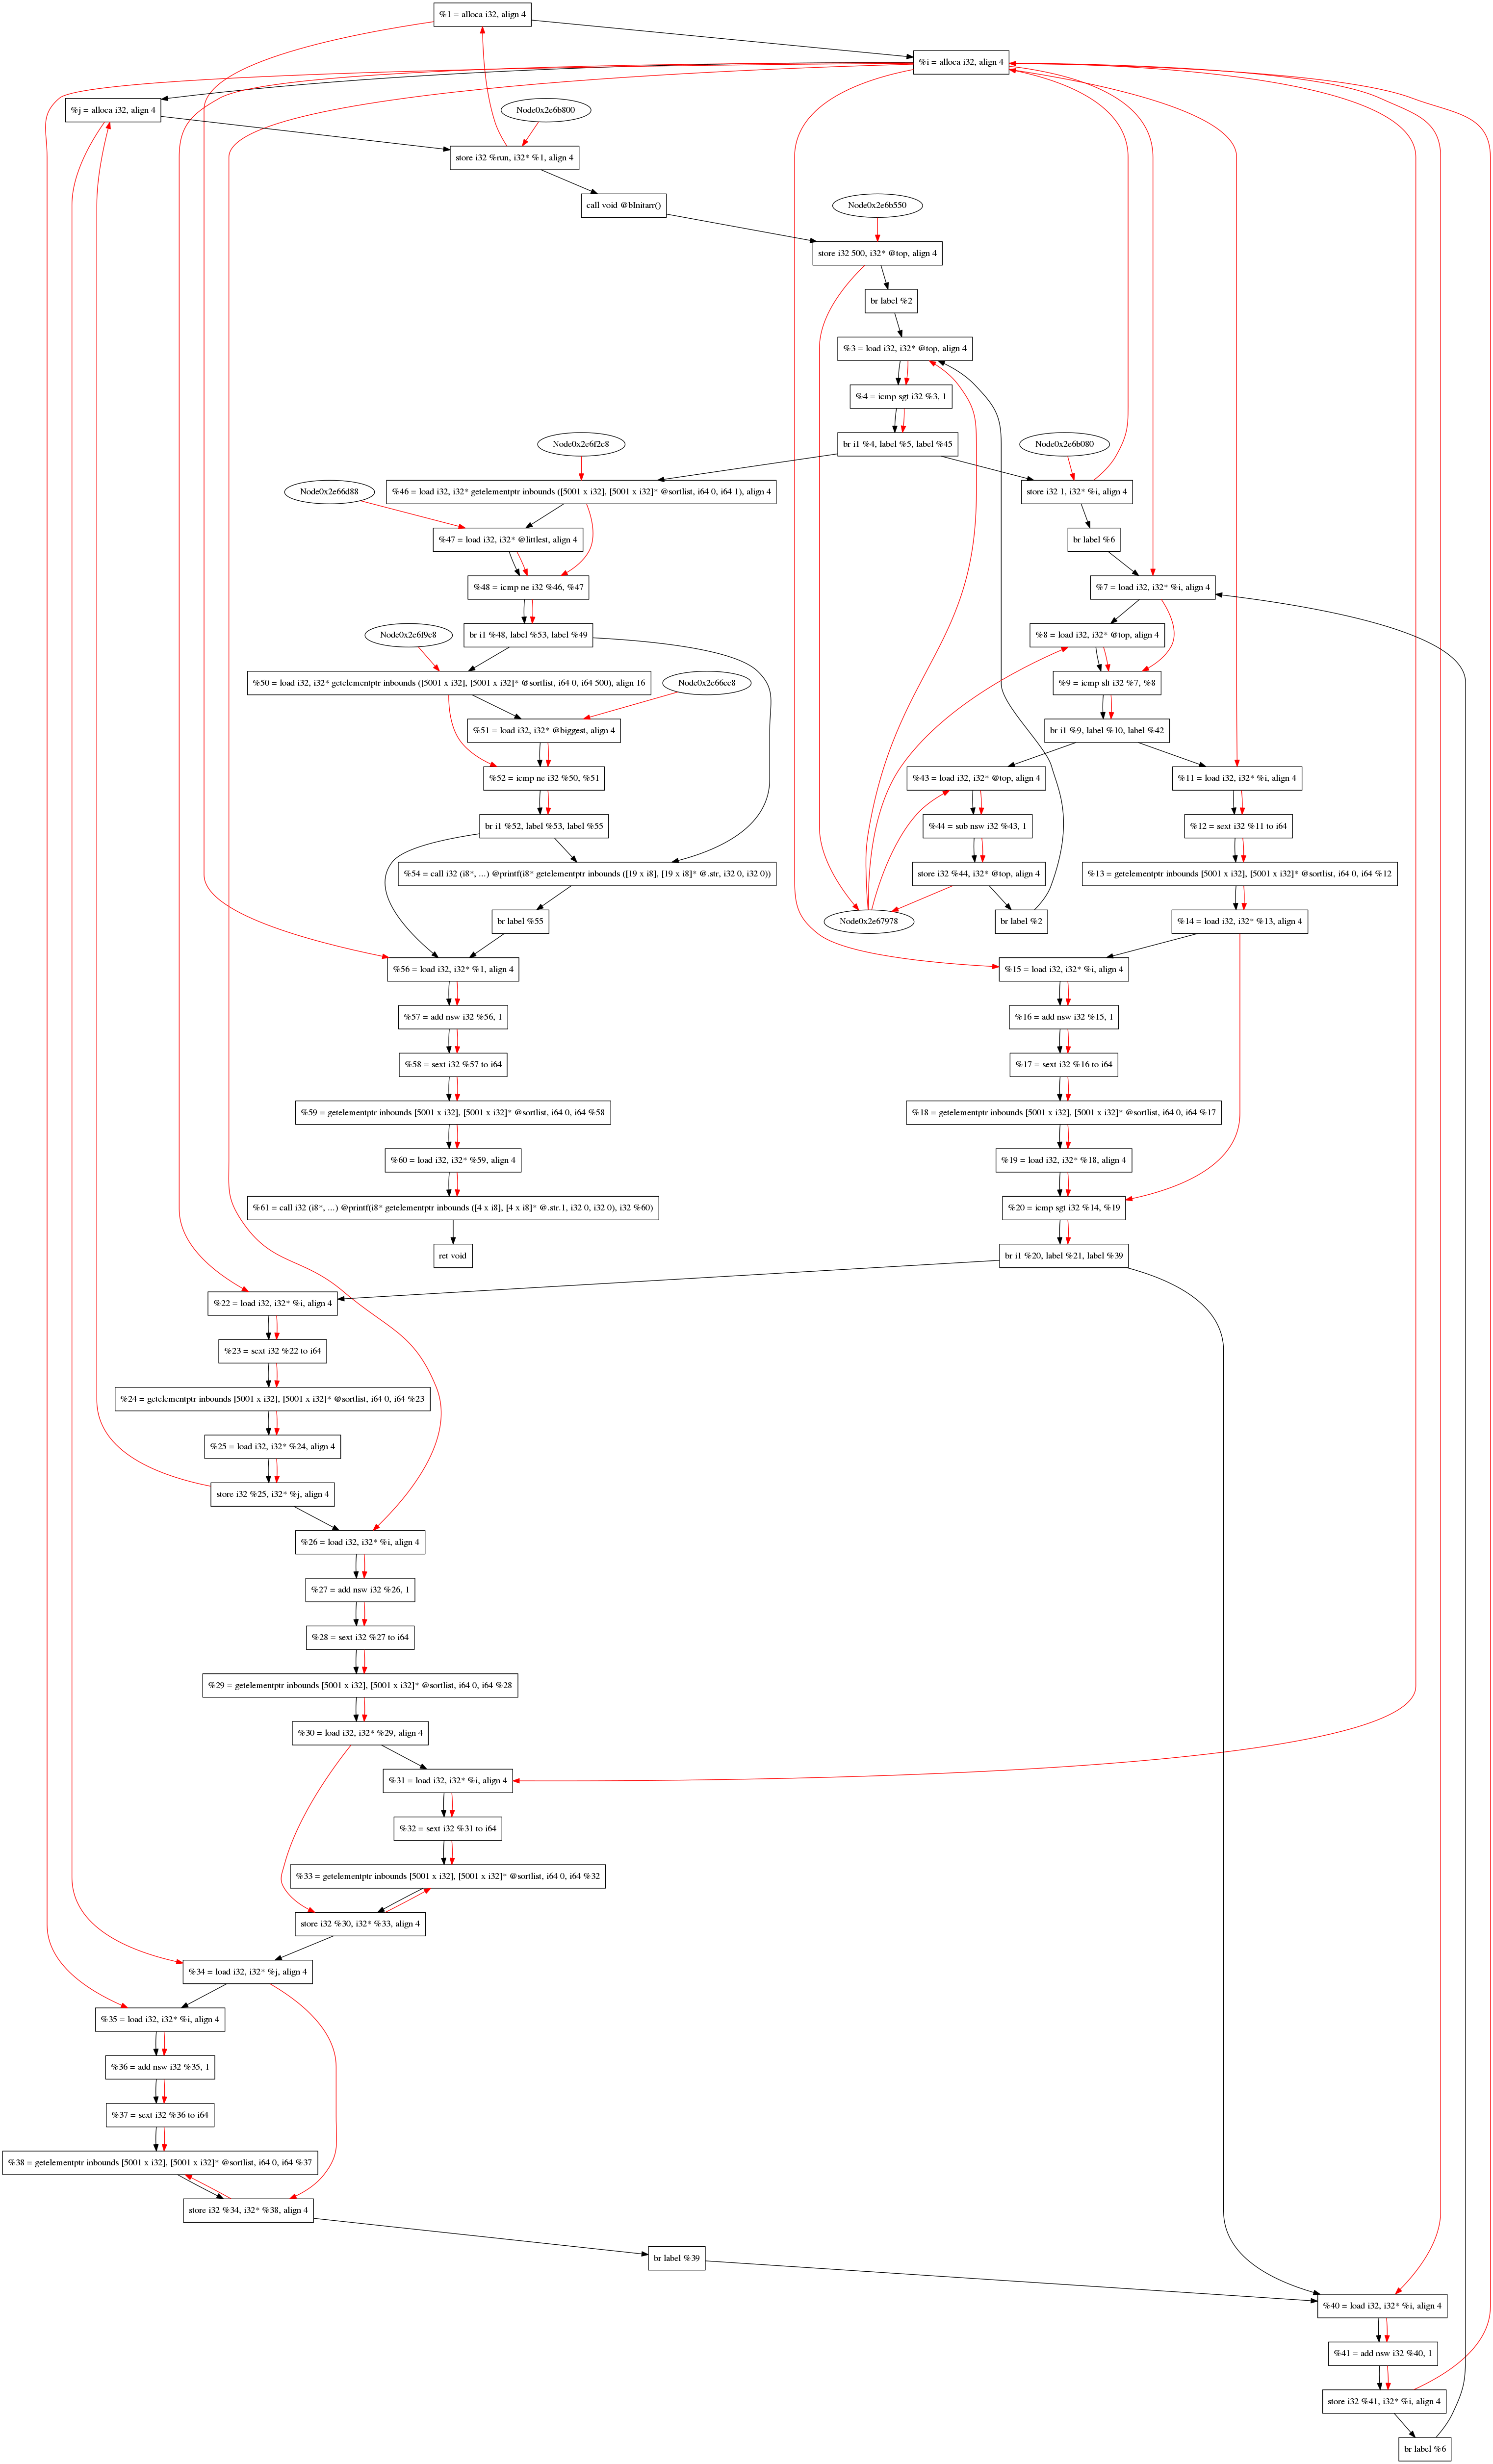 %1 = alloca i32, align 4
%i = alloca i32, align 4
%j = alloca i32, align 4
Node0x2e6b800
store i32 %run, i32* %1, align 4
call void @bInitarr()
Node0x2e6b550
store i32 500, i32* @top, align 4
br label %2
%3 = load i32, i32* @top, align 4
%4 = icmp sgt i32 %3, 1
br i1 %4, label %5, label %45
Node0x2e6f2c8
Node0x2e6b080
%46 = load i32, i32* getelementptr inbounds ([5001 x i32], [5001 x i32]* @sortlist, i64 0, i64 1), align 4
store i32 1, i32* %i, align 4
Node0x2e66d88
%47 = load i32, i32* @littlest, align 4
br label %6
%48 = icmp ne i32 %46, %47
%7 = load i32, i32* %i, align 4
Node0x2e6f9c8
br i1 %48, label %53, label %49
%8 = load i32, i32* @top, align 4
%50 = load i32, i32* getelementptr inbounds ([5001 x i32], [5001 x i32]* @sortlist, i64 0, i64 500), align 16
Node0x2e66cc8
%9 = icmp slt i32 %7, %8
%51 = load i32, i32* @biggest, align 4
br i1 %9, label %10, label %42
%52 = icmp ne i32 %50, %51
%43 = load i32, i32* @top, align 4
%11 = load i32, i32* %i, align 4
br i1 %52, label %53, label %55
%44 = sub nsw i32 %43, 1
%12 = sext i32 %11 to i64
%54 = call i32 (i8*, ...) @printf(i8* getelementptr inbounds ([19 x i8], [19 x i8]* @.str, i32 0, i32 0))
store i32 %44, i32* @top, align 4
%13 = getelementptr inbounds [5001 x i32], [5001 x i32]* @sortlist, i64 0, i64 %12
br label %55
Node0x2e67978
br label %2
%14 = load i32, i32* %13, align 4
%56 = load i32, i32* %1, align 4
%15 = load i32, i32* %i, align 4
%57 = add nsw i32 %56, 1
%16 = add nsw i32 %15, 1
%58 = sext i32 %57 to i64
%17 = sext i32 %16 to i64
%59 = getelementptr inbounds [5001 x i32], [5001 x i32]* @sortlist, i64 0, i64 %58
%18 = getelementptr inbounds [5001 x i32], [5001 x i32]* @sortlist, i64 0, i64 %17
%60 = load i32, i32* %59, align 4
%19 = load i32, i32* %18, align 4
%61 = call i32 (i8*, ...) @printf(i8* getelementptr inbounds ([4 x i8], [4 x i8]* @.str.1, i32 0, i32 0), i32 %60)
%20 = icmp sgt i32 %14, %19
ret void
br i1 %20, label %21, label %39
%22 = load i32, i32* %i, align 4
%23 = sext i32 %22 to i64
%24 = getelementptr inbounds [5001 x i32], [5001 x i32]* @sortlist, i64 0, i64 %23
%25 = load i32, i32* %24, align 4
store i32 %25, i32* %j, align 4
%26 = load i32, i32* %i, align 4
%27 = add nsw i32 %26, 1
%28 = sext i32 %27 to i64
%29 = getelementptr inbounds [5001 x i32], [5001 x i32]* @sortlist, i64 0, i64 %28
%30 = load i32, i32* %29, align 4
%31 = load i32, i32* %i, align 4
%32 = sext i32 %31 to i64
%33 = getelementptr inbounds [5001 x i32], [5001 x i32]* @sortlist, i64 0, i64 %32
store i32 %30, i32* %33, align 4
%34 = load i32, i32* %j, align 4
%35 = load i32, i32* %i, align 4
%36 = add nsw i32 %35, 1
%37 = sext i32 %36 to i64
%38 = getelementptr inbounds [5001 x i32], [5001 x i32]* @sortlist, i64 0, i64 %37
store i32 %34, i32* %38, align 4
br label %39
%40 = load i32, i32* %i, align 4
%41 = add nsw i32 %40, 1
store i32 %41, i32* %i, align 4
br label %6